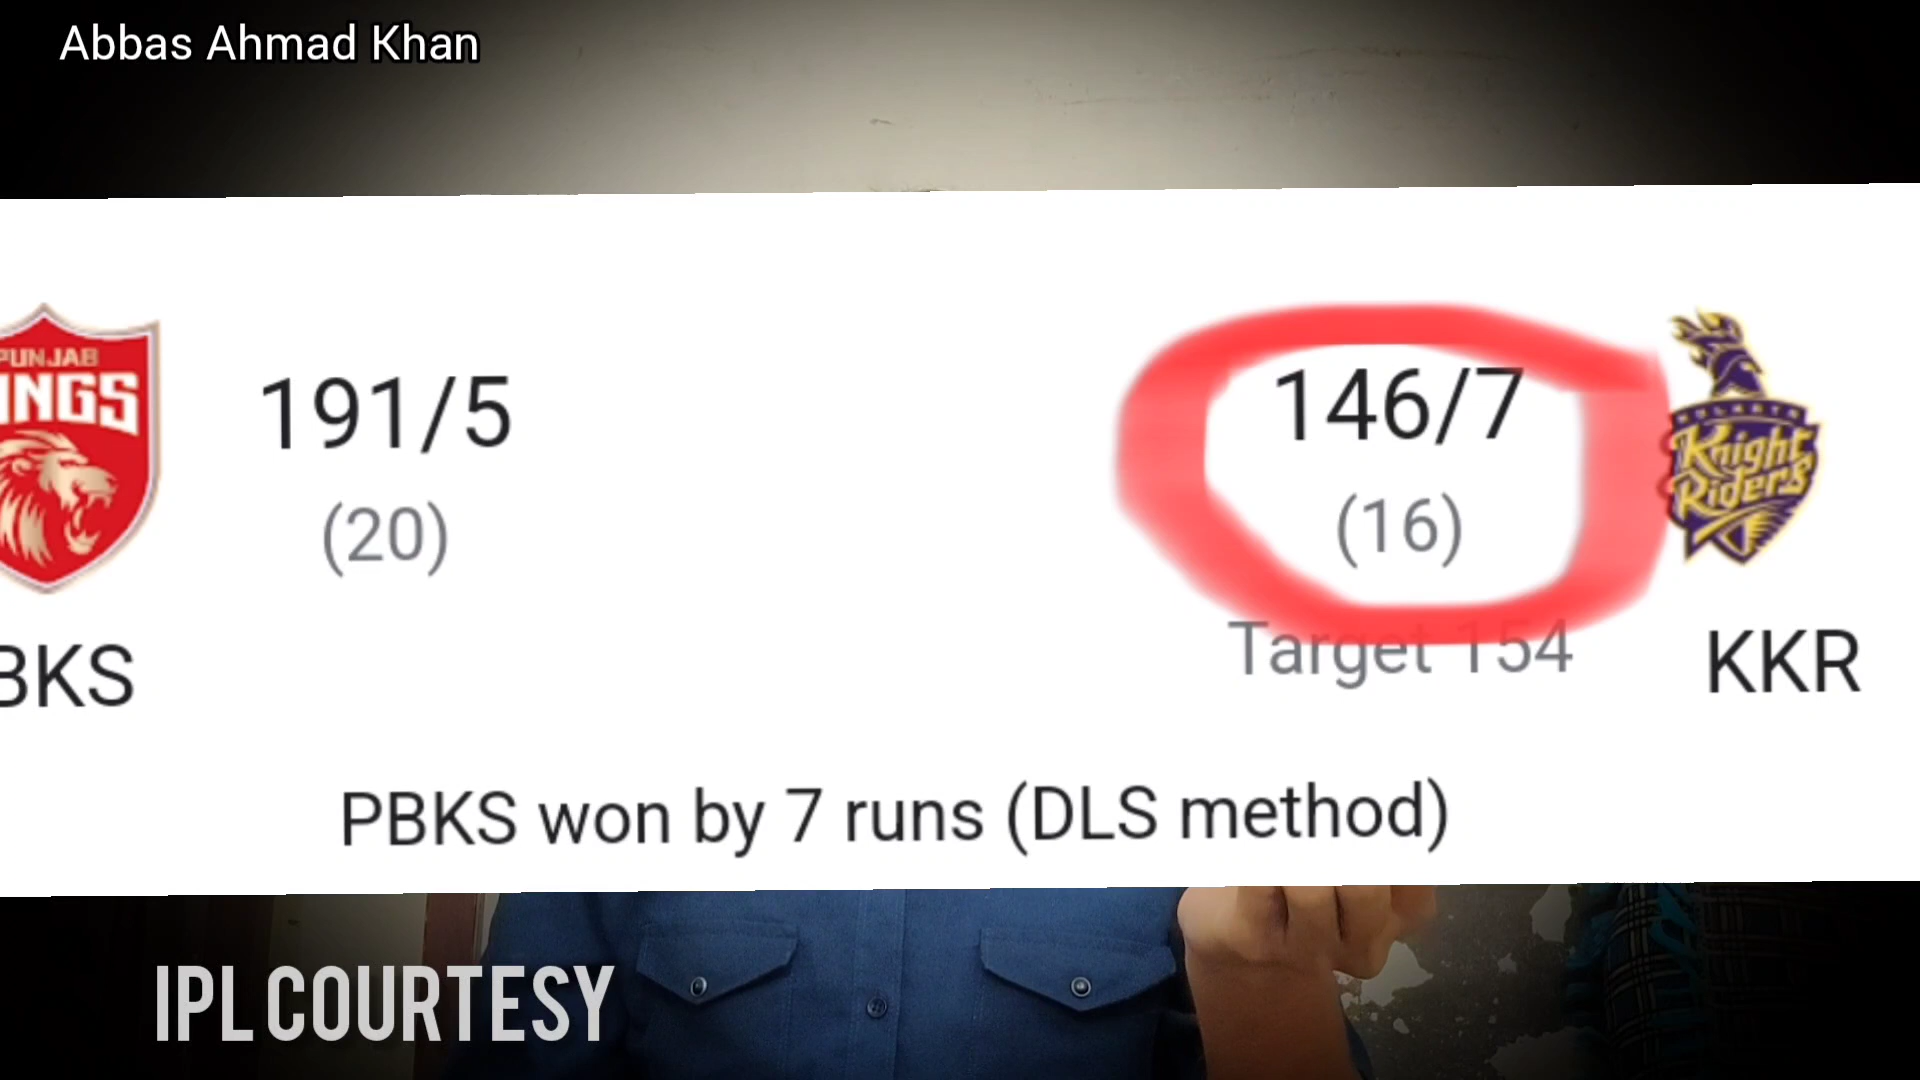 Abbas Ahmad Khan
PUNJAB
INGS
191/5
(20)
BKS
146/7
(16)
Target 154
Knight
Riders
KKR
PBKS won by 7 runs (DLS method)
IPL COURTESY